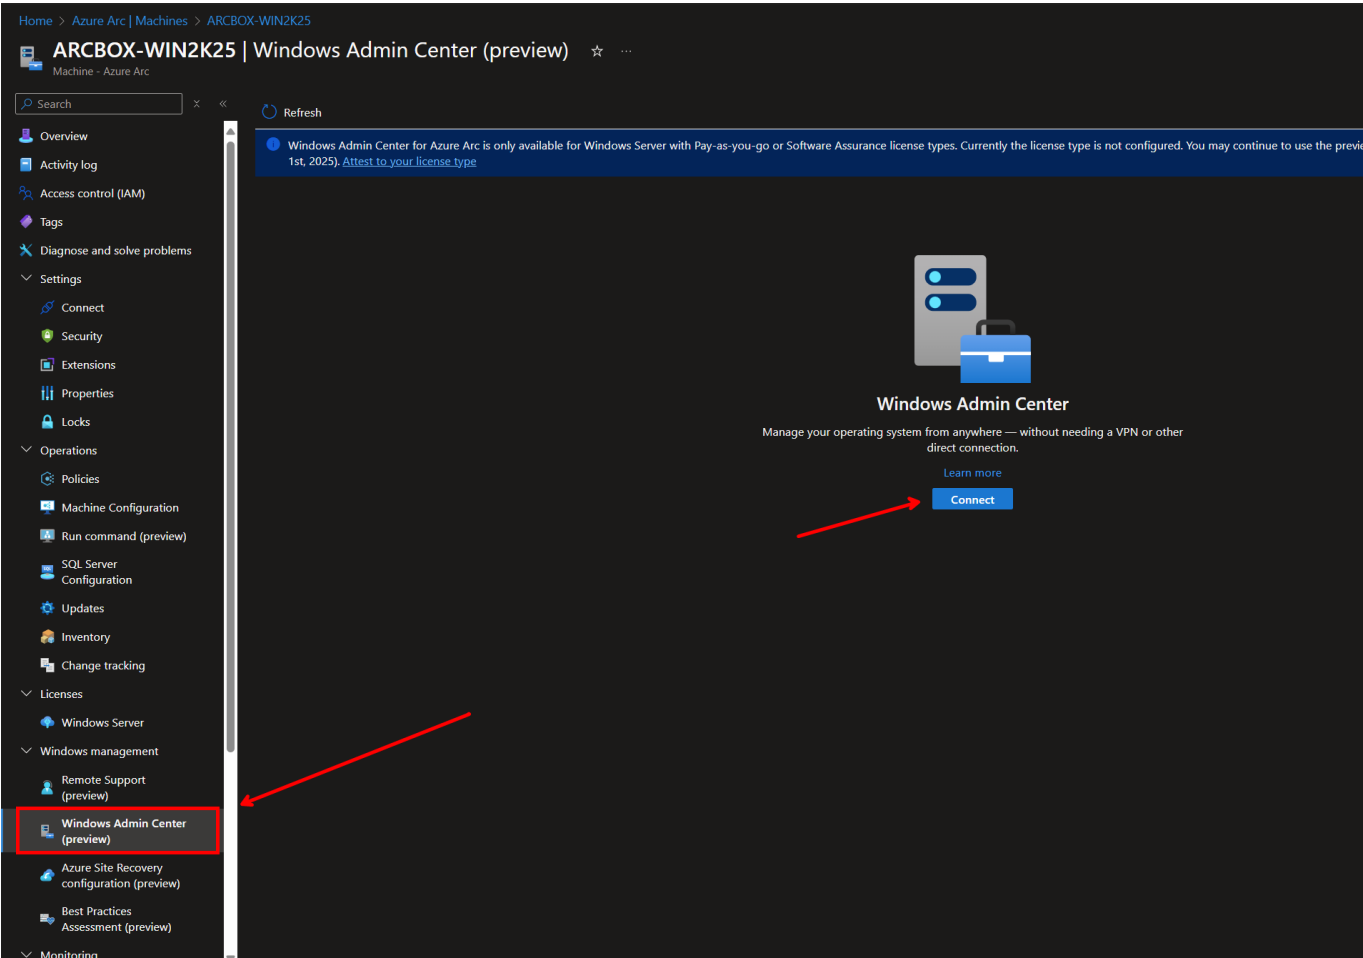 Home > Azure Arc | Machines > ARCBOX-WIN2K25
ARCBOX-WIN2K25 | Windows Admin Center (preview)
Machine - Azure Arc
Search
Refresh
Windows Admin Center for Azure Arc is only available for Windows Server with Pay-as-you-go or Software Assurance license types. Currently the license type is not configured. You may continue to use the previe
1st, 2025). Attest to your license type
Overview
Activity log
Access control (IAM)
Tags
Diagnose and solve problems
Settings
Connect
Security
Extensions
Properties
Locks
Operations
Policies
Machine Configuration
Run command (preview)
SQL Server
Configuration
Updates
Inventory
Change tracking
Licenses
Windows Server
Windows management
Remote Support
(preview)
Windows Admin Center
(preview)
Azure Site Recovery
configuration (preview)
Best Practices
Assessment (preview)
Monitoring
Windows Admin Center
Manage your operating system from anywhere — without needing a VPN or other
direct connection.
Learn more
Connect